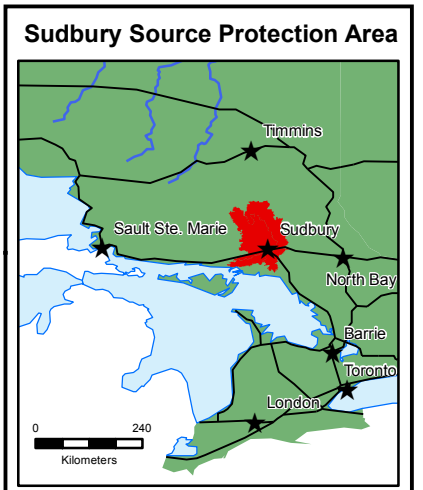 Sudbury Source Protection Area
Timmins
Sault Ste. Marie
Sudbury
North Bay
Barrie
Toronto
London
0 240
Kilometers